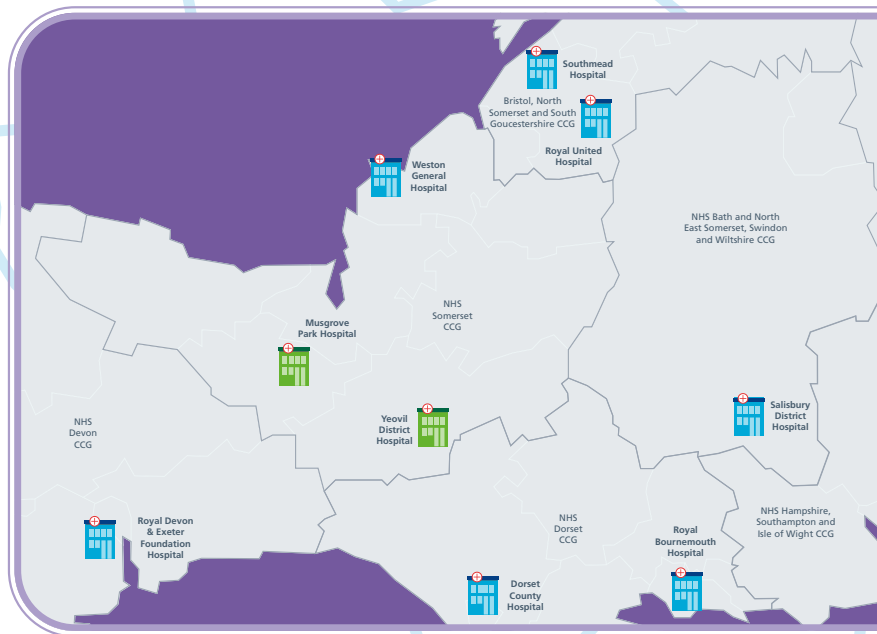 Southmead
Hospital
Bristol, North
Somerset and South
Goucestershire CCG
Royal United
Hospital
Weston
General
Hospital
NHS Bath and North
East Somerset, Swindon
and Wiltshire CCG
NHS
Somerset
CCG
Musgrove
Park Hospital
Yeovil
District
Hospital
Salisbury
District
Hospital
NHS
Devon
CCG
Royal Devon
& Exeter
Foundation
Hospital
NHS
Dorset
CCG
Royal
Bournemouth
Hospital
NHS Hampshire,
Southampton and
Isle of Wight CCG
Dorset
County
Hospital